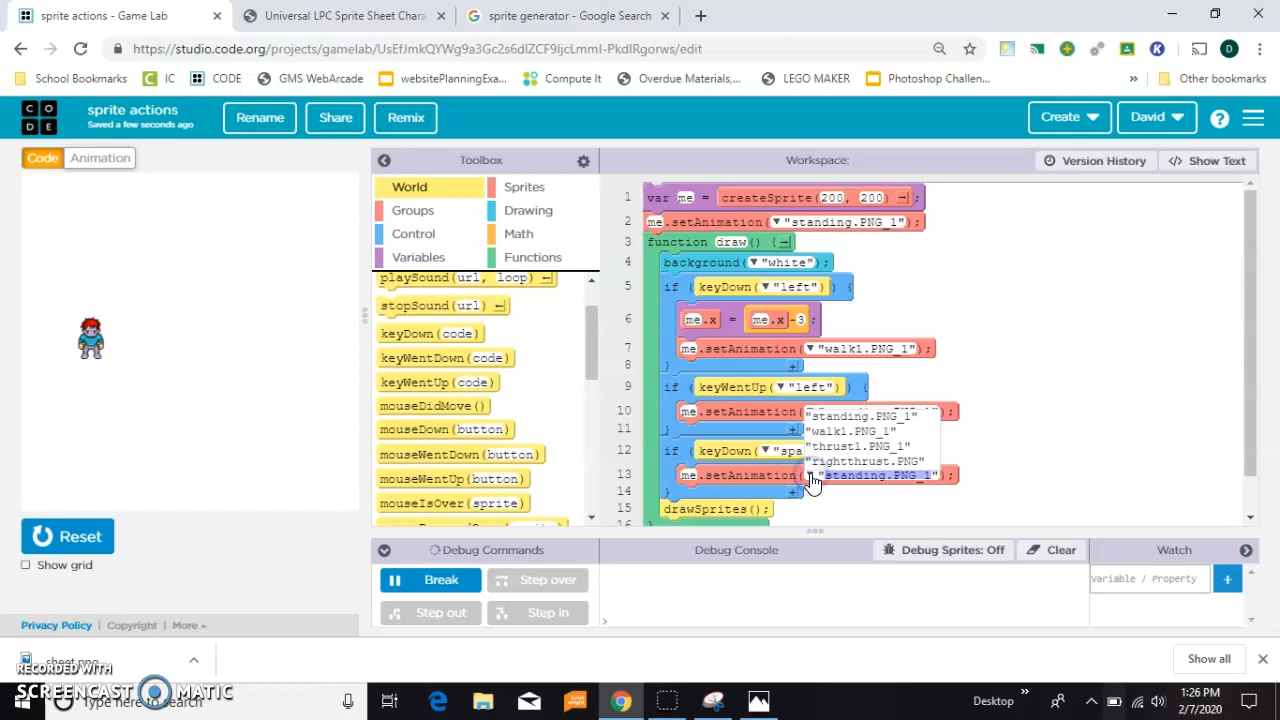 sprite actions - Game Lab
Universal LPC Sprite Sheet Chara
sprite generator - Google Search
https://studio.code.org/projects/gamelab/UsEfJmkQYWg9a3Gc2s6dlZCF9ljcLmmI-PkdIRgorws/edit
D
School Bookmarks
IC
CODE
GMS WebArcade
websitePlanningExa...
Compute It
Overdue Materials,...
LEGO MAKER
Photoshop Challen...
»
Other bookmarks
C O
D E
sprite actions
Saved a few seconds ago
Rename
Share
Remix
Create
David
?
Code
Animation
Toolbox
Workspace:
Version History
</> Show Text
World
Sprites
Groups
Drawing
Control
Math
Variables
Functions
playSound(url, loop)
stopSound(url)
keyDown(code)
keyWentDown(code)
keyWentUp(code)
mouseDidMove()
mouseDown(button)
mouseWentDown(button)
mouseWentUp(button)
mouseIsOver(sprite)
1 var me = createSprite(200, 200);
2 me.setAnimation("standing.PNG_1");
3 function draw() {
4 background("white");
5 if (keyDown("left")) {
6 me.x = me.x-3;
7 me.setAnimation("walk1.PNG_1");
8 }
9 if (keyWentUp("left")) {
10 me.setAnimation(
"standing.PNG_1"
11 }
"walk1.PNG_1"
12 if (keyDown("spa
"thrust1.PNG_1"
"rightthrust.PNG"
13 me.setAnimation("standing.PNG_1");
14 }
15 drawSprites();
16
Reset
Show grid
Debug Commands
Debug Console
Debug Sprites: Off
Clear
Watch
Break
Step over
Step out
Step in
>
Variable / Property
+
Privacy Policy | Copyright | More
sheet.png
Show all
RECORDED WITH
SCREENCAST MATIC
Type here to search
Desktop
»
1:26 PM
2/7/2020